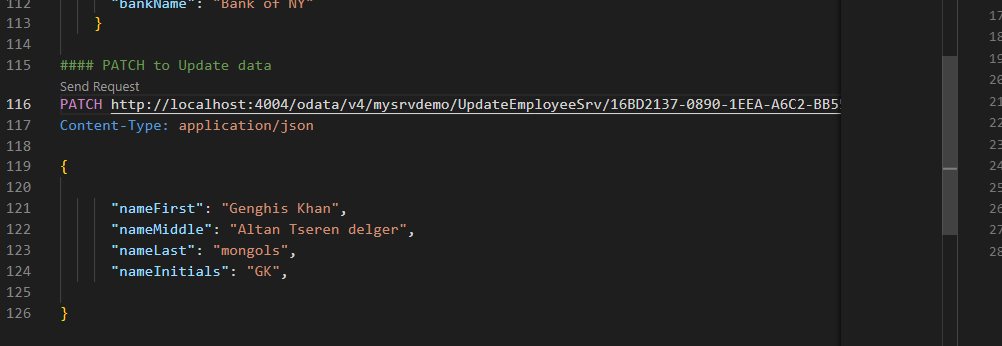 112 "bankName": "Bank of NY"
113 }
114
115 #### PATCH to Update data
Send Request
116 PATCH http://localhost:4004/odata/v4/mysrvdemo/UpdateEmployeeSrv/16BD2137-0890-1EEA-A6C2-BB5
117 Content-Type: application/json
118
119 {
120
121 "nameFirst": "Genghis Khan",
122 "nameMiddle": "Altan Tseren delger",
123 "nameLast": "mongols",
124 "nameInitials": "GK",
125
126 }
17
18
19
20
21
22
23
24
25
26
27
28